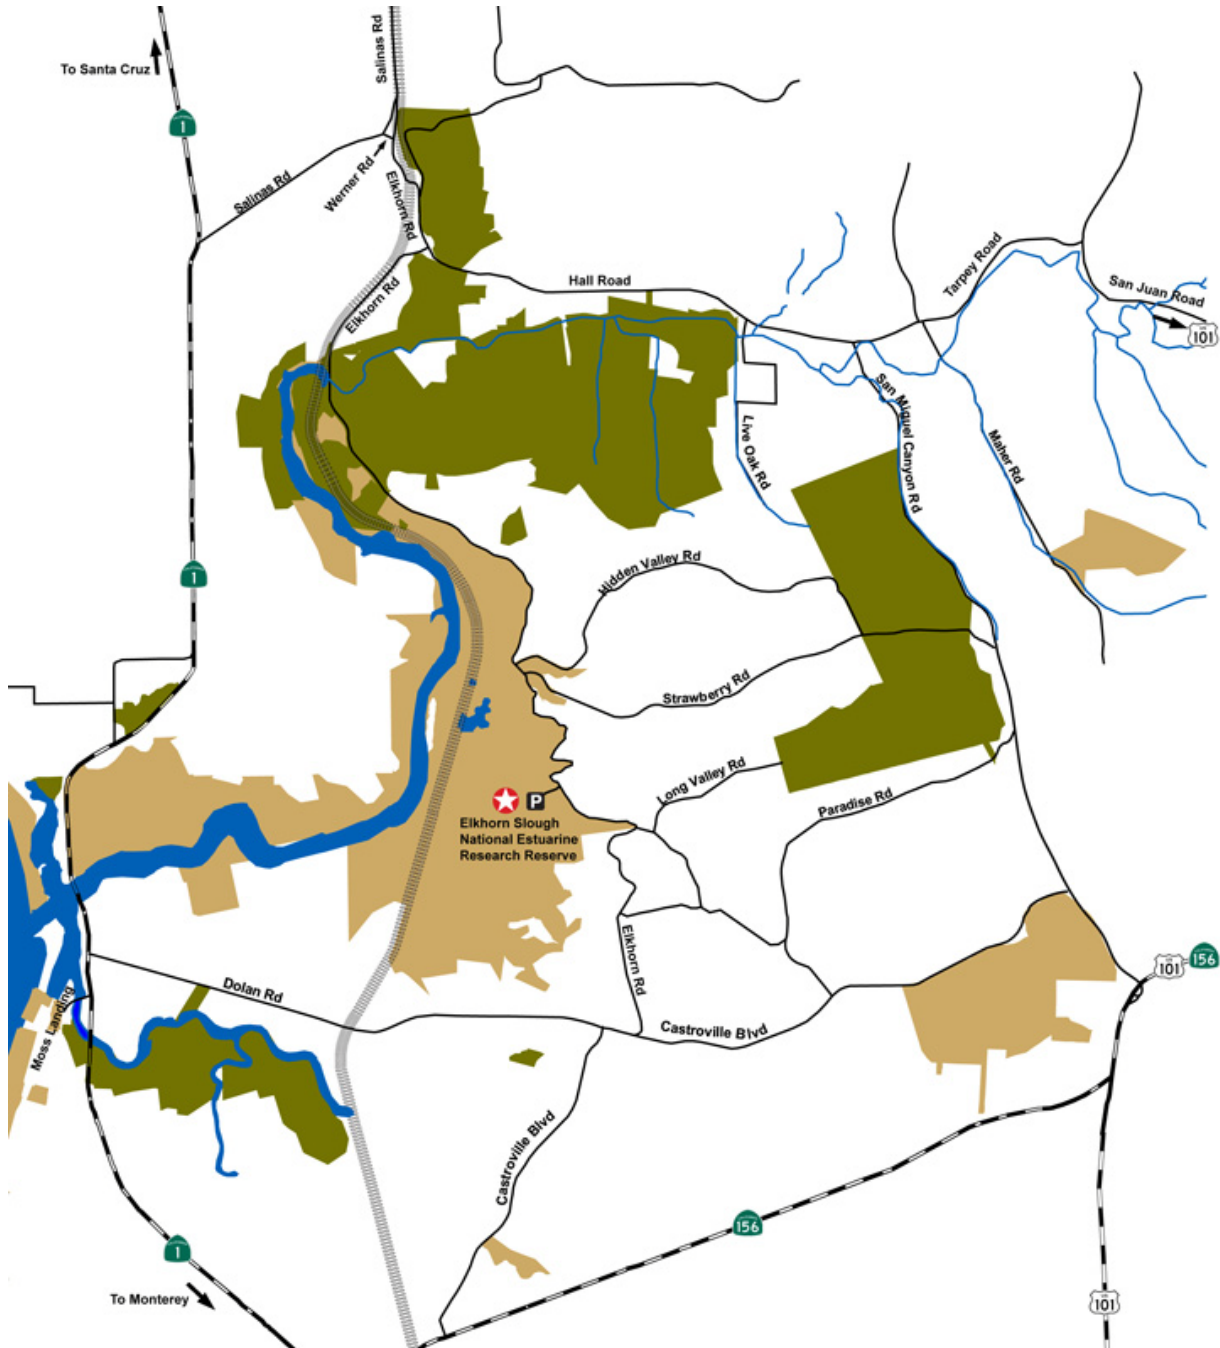 Salinas Rd
To Santa Cruz
1
Werner Rd
Salinas Rd
Elkhorn Rd
Tarpey Road
Hall Road
Elkhorn Rd
San Juan Road
101
San Miguel Canyon Rd
Live Oak Rd
Maher Rd
1
Hidden Valley Rd
Strawberry Rd
Long Valley Rd
Paradise Rd
P
Elkhorn Slough
National Estuarine
Research Reserve
Elkhorn Rd
101
156
Dolan Rd
Moss Landing
Castroville Blvd
Castroville Blvd
156
1
To Monterey
101